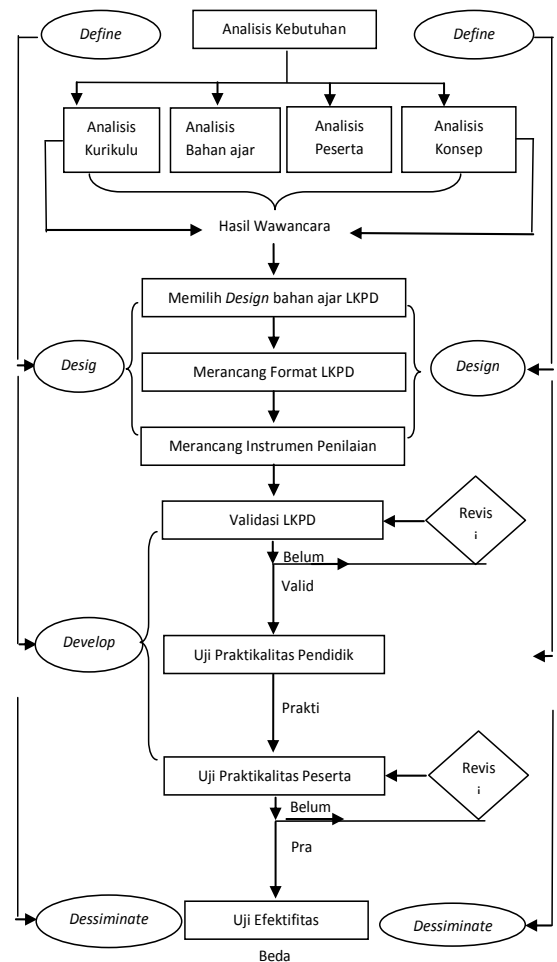 Define
Analisis Kebutuhan
Define
Analisis
Kurikulu
Analisis
Bahan ajar
Analisis
Peserta
Analisis
Konsep
Hasil Wawancara
Memilih Design bahan ajar LKPD
Desig
Merancang Format LKPD
Design
Merancang Instrumen Penilaian
Validasi LKPD
Revis
i
Belum
Valid
Develop
Uji Praktikalitas Pendidik
Prakti
Uji Praktikalitas Peserta
Revis
i
Belum
Pra
Dessiminate
Uji Efektifitas
Dessiminate
Beda